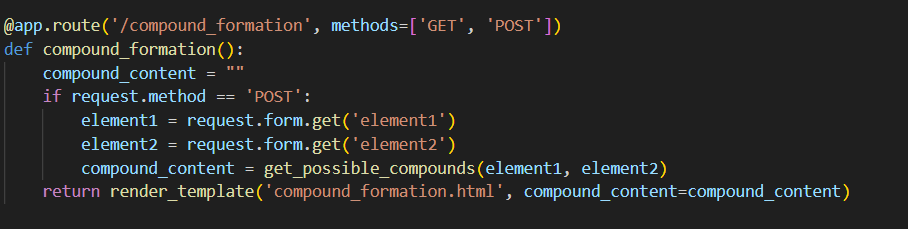 @app.route('/compound_formation', methods=['GET', 'POST'])
def compound_formation():
    compound_content = ""
    if request.method == 'POST':
        element1 = request.form.get('element1')
        element2 = request.form.get('element2')
        compound_content = get_possible_compounds(element1, element2)
    return render_template('compound_formation.html', compound_content=compound_content)